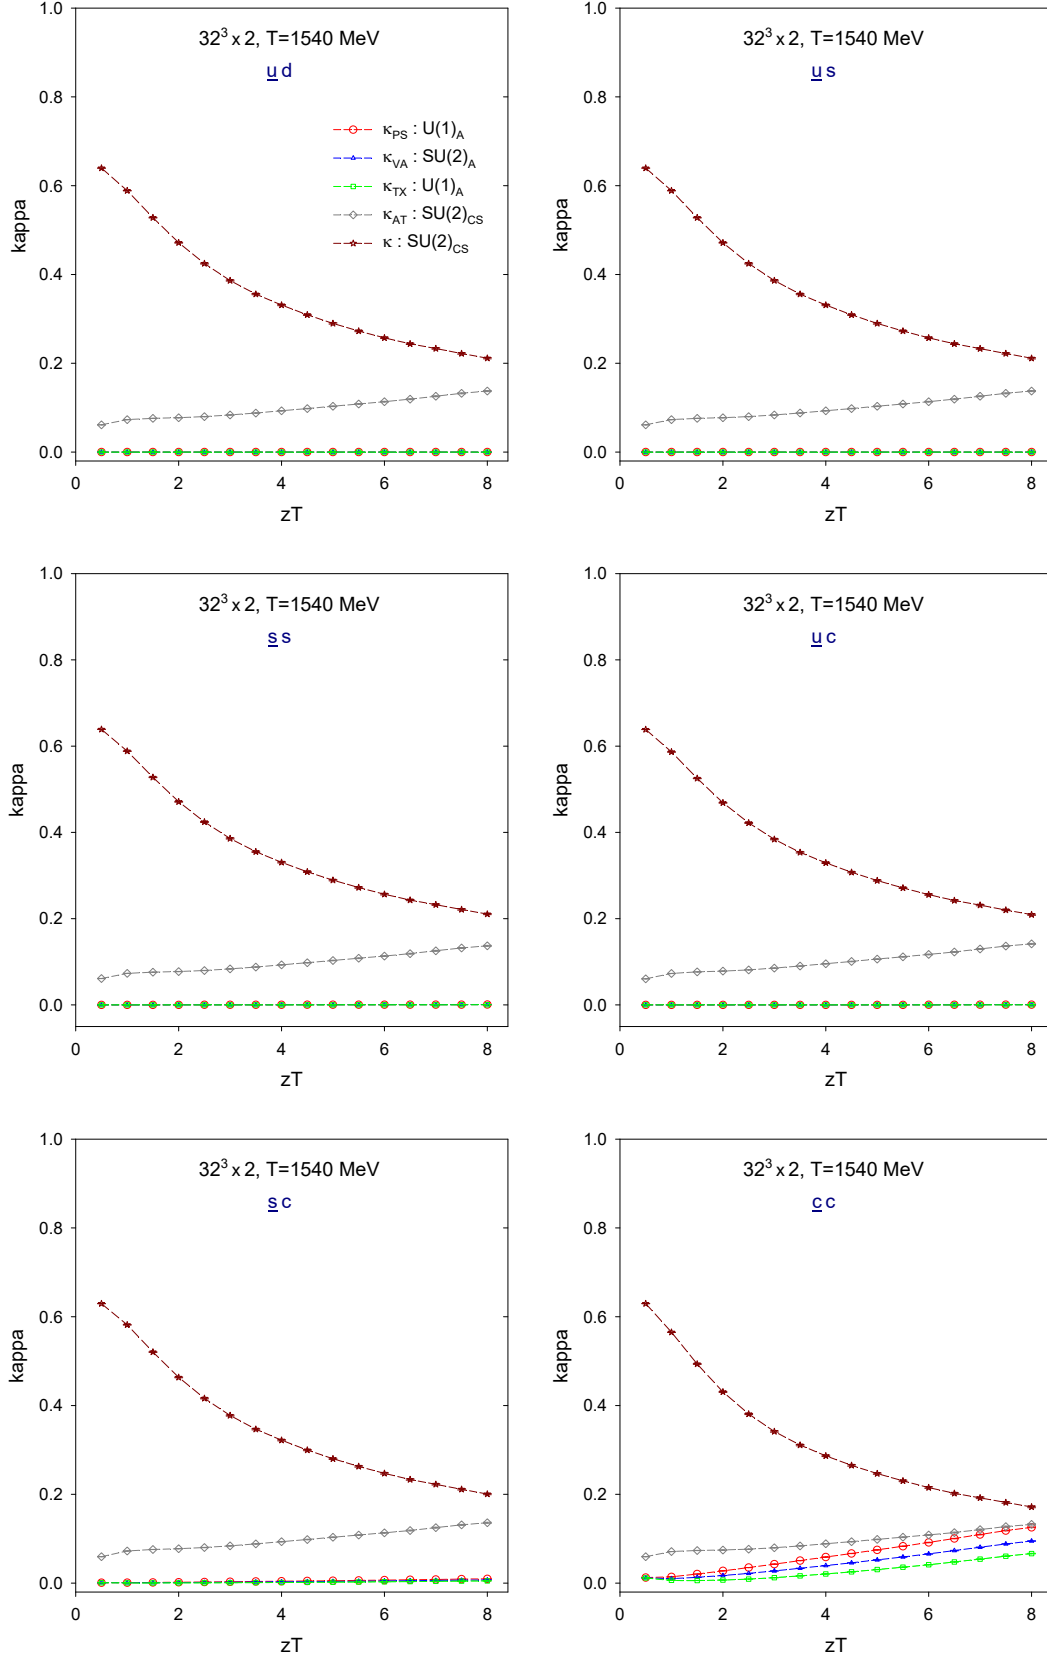 32³ x 2, T=1540 MeV
u d
κPS : U(1)A
κVA : SU(2)A
κTX : U(1)A
κAT : SU(2)CS
κ : SU(2)CS
kappa
1.0
0.8
0.6
0.4
0.2
0.0
0 2 4 6 8
zT
32³ x 2, T=1540 MeV
u s
kappa
1.0
0.8
0.6
0.4
0.2
0.0
0 2 4 6 8
zT
32³ x 2, T=1540 MeV
s s
kappa
1.0
0.8
0.6
0.4
0.2
0.0
0 2 4 6 8
zT
32³ x 2, T=1540 MeV
u c
kappa
1.0
0.8
0.6
0.4
0.2
0.0
0 2 4 6 8
zT
32³ x 2, T=1540 MeV
s c
kappa
1.0
0.8
0.6
0.4
0.2
0.0
0 2 4 6 8
zT
32³ x 2, T=1540 MeV
c c
kappa
1.0
0.8
0.6
0.4
0.2
0.0
0 2 4 6 8
zT